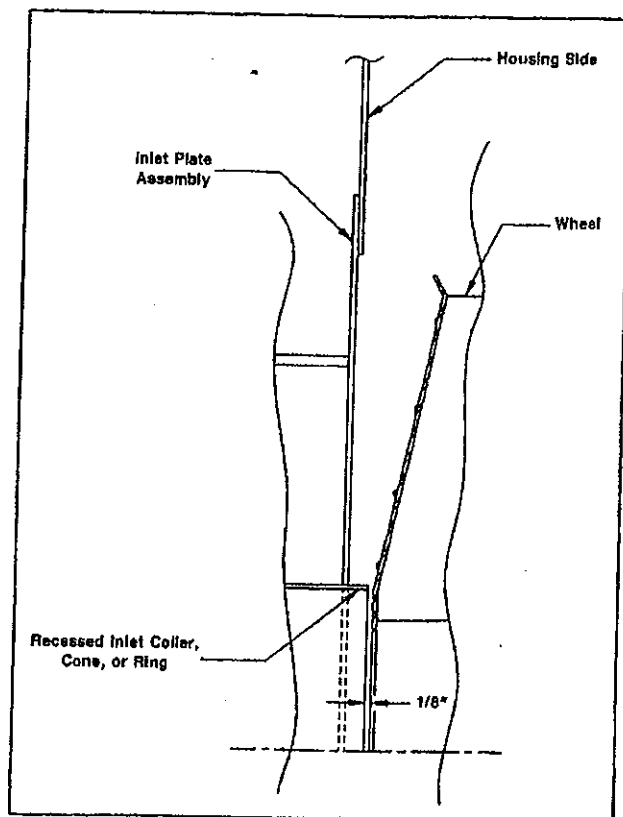 Housing Side
Inlet Plate
Assembly
Wheel
Recessed Inlet Collar,
Cone, or Ring
1/8"